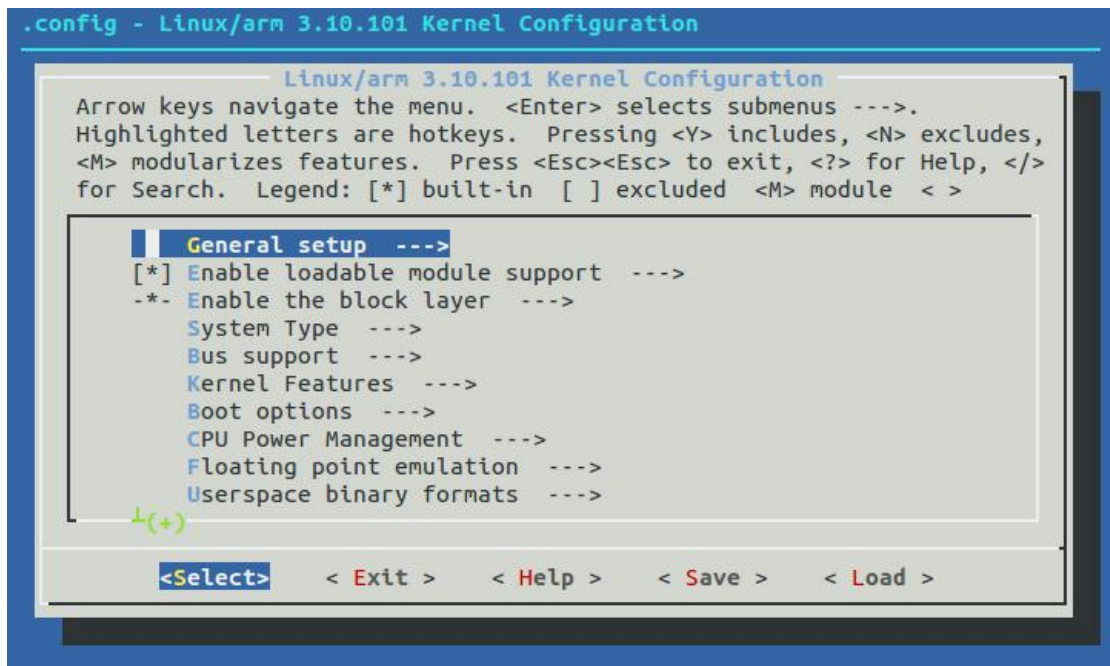 .config - Linux/arm 3.10.101 Kernel Configuration
Linux/arm 3.10.101 Kernel Configuration
Arrow keys navigate the menu.  <Enter> selects submenus --->.
Highlighted letters are hotkeys.  Pressing <Y> includes, <N> excludes,
<M> modularizes features.  Press <Esc><Esc> to exit, <?> for Help, </>
for Search.  Legend: [*] built-in  [ ] excluded  <M> module  < >
General setup  --->
[*] Enable loadable module support  --->
-*- Enable the block layer  --->
System Type  --->
Bus support  --->
Kernel Features  --->
Boot options  --->
CPU Power Management  --->
Floating point emulation  --->
Userspace binary formats  --->
┴(+)
<Select>    < Exit >    < Help >    < Save >    < Load >